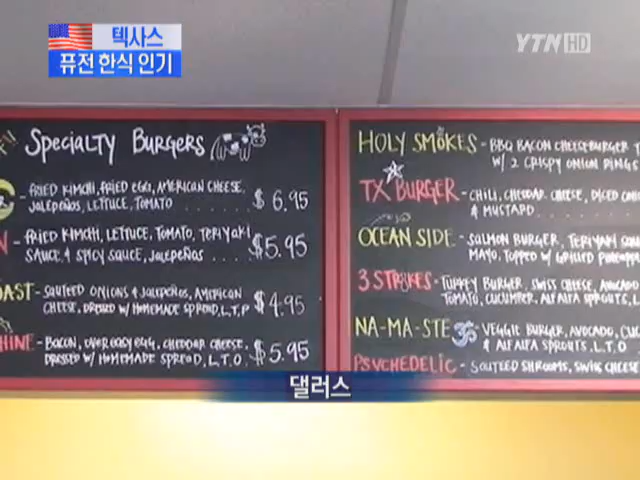 텍사스
퓨전 한식 인기
YTN HD
SPECIALTY BURGERS
FRIED KIMCHI, FRIED EGG, AMERICAN CHEESE,
JALEPEÑOS, LETTUCE, TOMATO . . . . . . . $6.95
FRIED KIMCHI, LETTUCE, TOMATO, TERIYAKI
SAUCE & SPICY SAUCE, JALEPEÑOS . . . . $5.95
SAUTEED ONIONS & JALEPEÑOS, AMERICAN
CHEESE, DRESSED W/ HOMEMADE SPREAD, L.T.P $4.95
BACON, OVER EASY EGG, CHEDDAR CHEESE,
DRESSED W/ HOMEMADE SPREAD, L.T.O. $5.95
HOLY SMOKES - BBQ BACON CHEESEBURGER
W/ 2 CRISPY ONION RINGS
TX BURGER - CHILI, CHEDDAR CHEESE, DICED
& MUSTARD
OCEAN SIDE - SALMON BURGER, TERIYAKI
MAYO, TOPPED W/ GRILLED PINEAPPLE
3 STRIKES - TURKEY BURGER, SWISS CHEESE, AVOCADO
TOMATO, CUCUMBER, ALFALFA SPROUTS,
NA-MA-STE ॐ - VEGGIE BURGER, AVOCADO,
& ALFALFA SPROUTS, L.T.O
PSYCHEDELIC - SAUTEED SHROOMS, SWISS CHEESE
댈러스